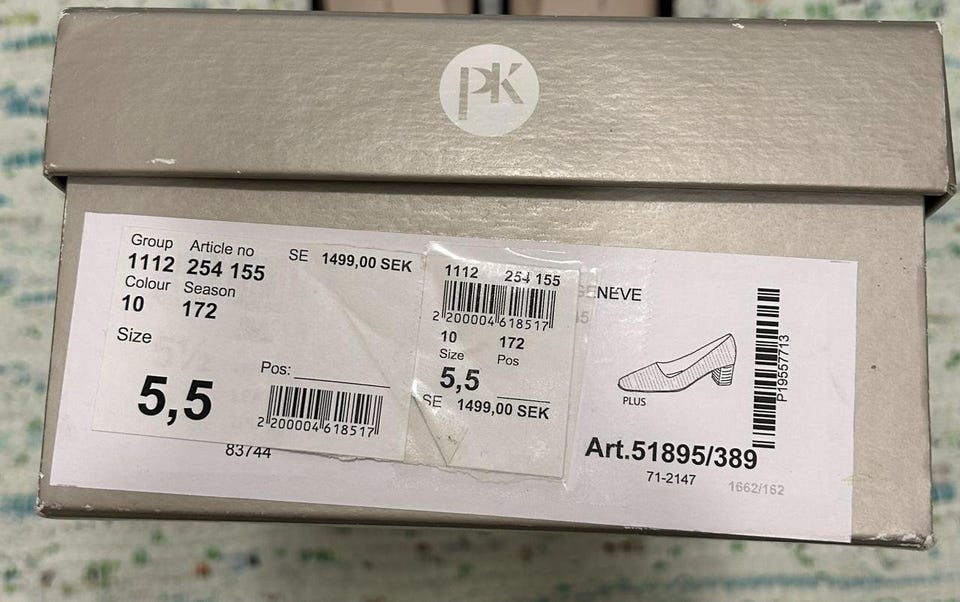 PK
Group Article no
1112 254 155
SE 1499,00 SEK
Colour Season
10 172
Size
5,5
Pos:
2 200004 618517
83744
1112 254 155
2 200004 618517
10 172
Size Pos
5,5
SE 1499,00 SEK
ENEVE
PLUS
P19557713
Art.51895/389
71-2147
1662/162